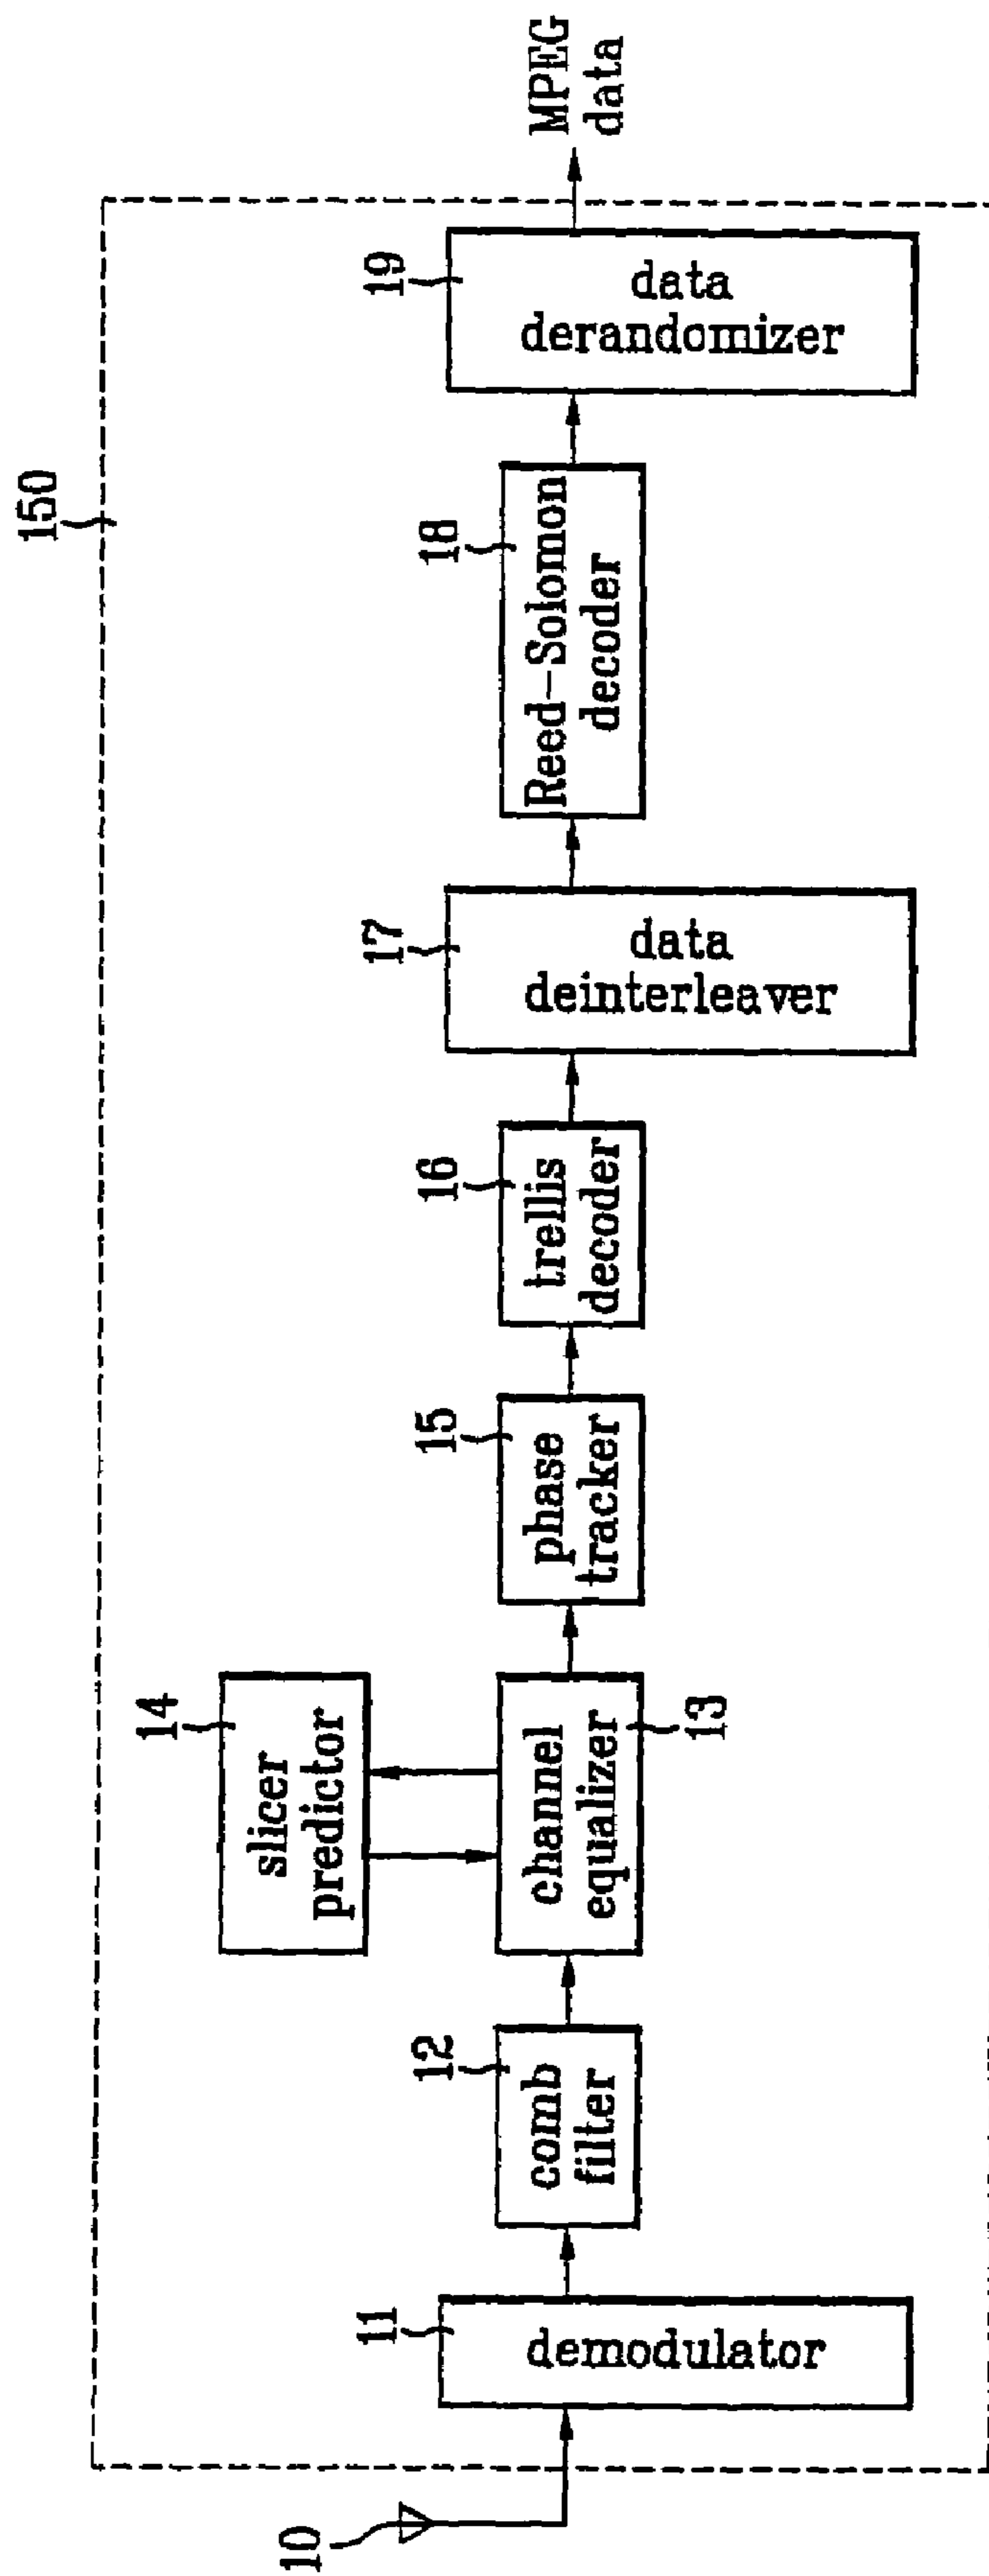 150
10
11
demodulator
12
comb
filter
14
slicer
predictor
channel
equalizer
13
15
phase
tracker
16
trellis
decoder
17
data
deinterleaver
18
Reed-Solomon
decoder
19
data
derandomizer
MPEG
data